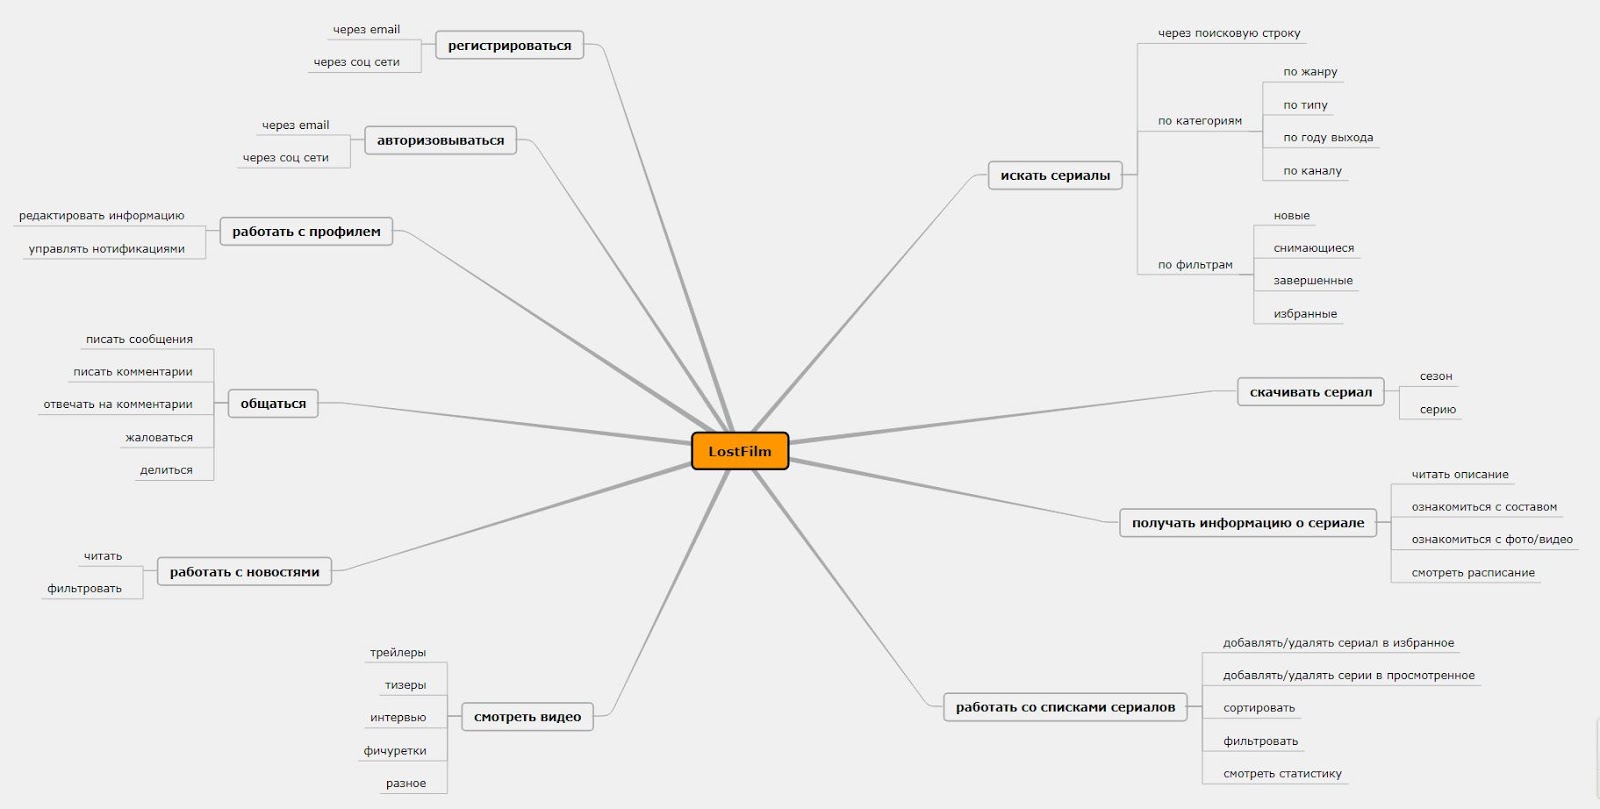 через email
через соц сети
регистрироваться
через email
через соц сети
авторизовываться
редактировать информацию
управлять нотификациями
работать с профилем
писать сообщения
писать комментарии
отвечать на комментарии
жаловаться
делиться
общаться
читать
фильтровать
работать с новостями
трейлеры
тизеры
интервью
фичуретки
разное
смотреть видео
LostFilm
искать сериалы
через поисковую строку
по категориям
по жанру
по типу
по году выхода
по каналу
по фильтрам
новые
снимающиеся
завершенные
избранные
скачивать сериал
сезон
серию
получать информацию о сериале
читать описание
ознакомиться с составом
ознакомиться с фото/видео
смотреть расписание
работать со списками сериалов
добавлять/удалять сериал в избранное
добавлять/удалять серии в просмотренное
сортировать
фильтровать
смотреть статистику